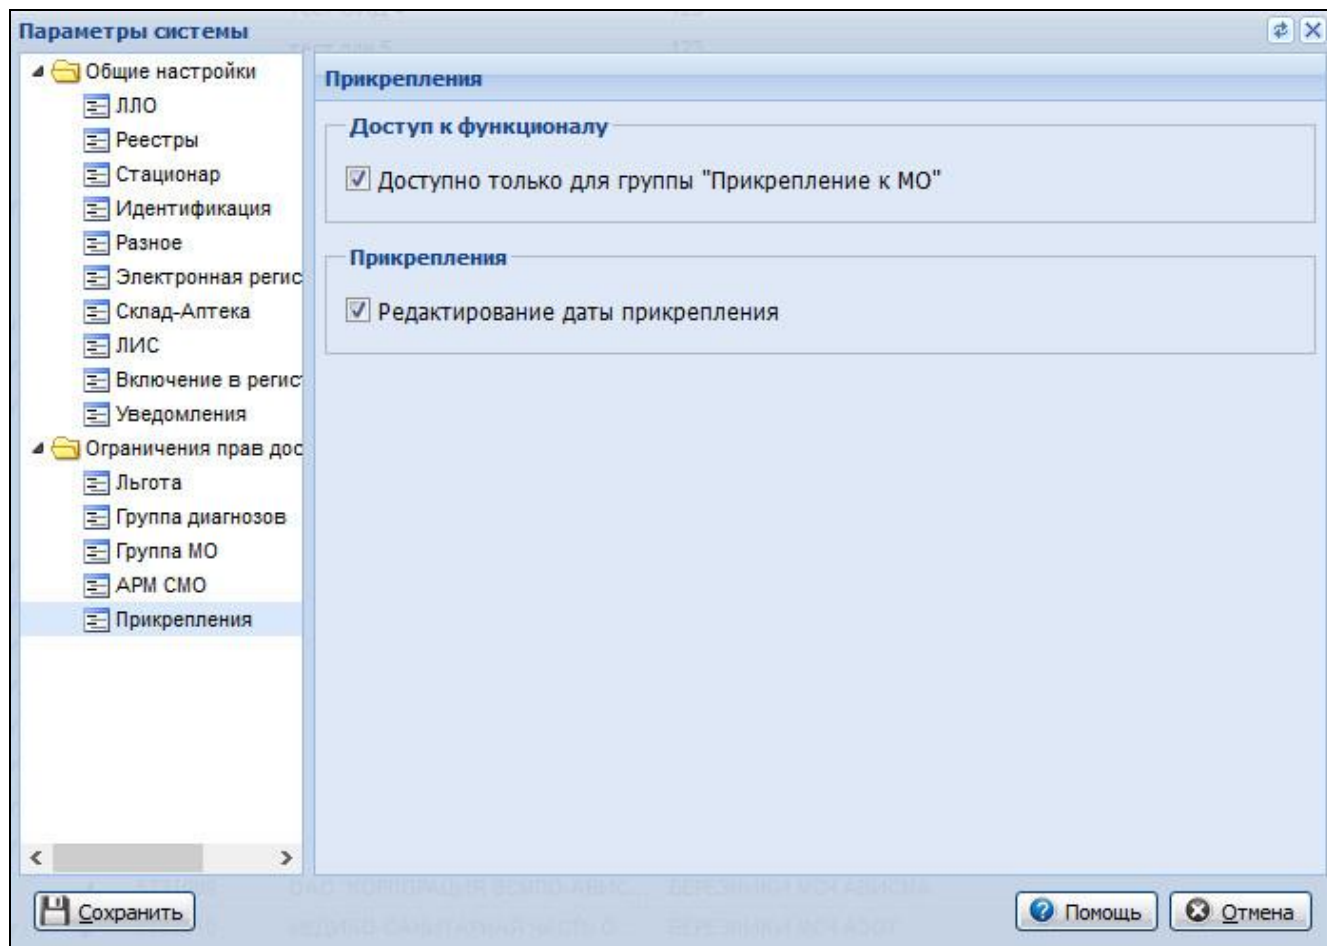 Параметры системы
Общие настройки
ЛЛО
Реестры
Стационар
Идентификация
Разное
Электронная регис
Склад-Аптека
ЛИС
Включение в регис
Уведомления
Ограничения прав дос
Льгота
Группа диагнозов
Группа МО
АРМ СМО
Прикрепления
Прикрепления
Доступ к функционалу
Доступно только для группы "Прикрепление к МО"
Прикрепления
Редактирование даты прикрепления
Сохранить
Помощь
Отмена